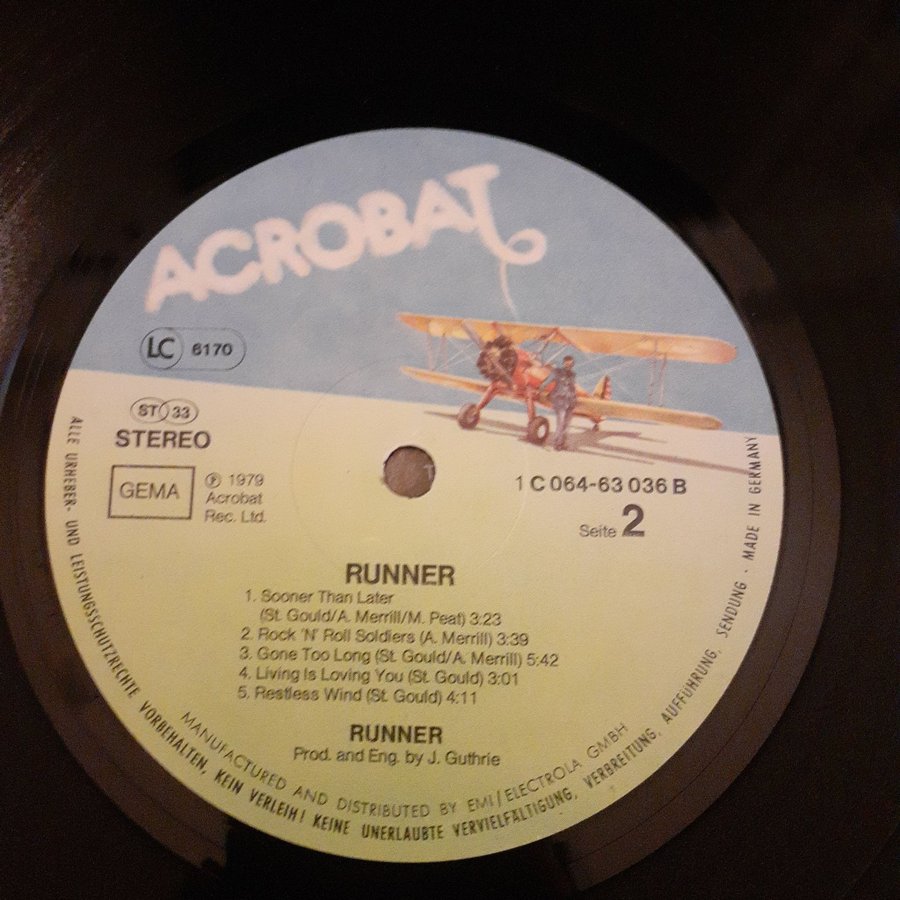 ACROBAT
LC 6170
ST 33
STEREO
GEMA
℗ 1979
Acrobat
Rec. Ltd.
1 C 064-63 036 B
Seite 2
RUNNER
1. Sooner Than Later
(St. Gould/A. Merrill/M. Peat) 3:23
2. Rock 'N' Roll Soldiers (A. Merrill) 3:39
3. Gone Too Long (St. Gould/A. Merrill) 5:42
4. Living Is Loving You (St. Gould) 3:01
5. Restless Wind (St. Gould) 4:11
RUNNER
Prod. and Eng. by J. Guthrie
MANUFACTURED AND DISTRIBUTED BY EMI/ELECTROLA GMBH
ALLE URHEBER- UND LEISTUNGSSCHUTZRECHTE VORBEHALTEN, KEIN VERLEIH! KEINE UNERLAUBTE VERVIELFÄLTIGUNG, VERBREITUNG, AUFFÜHRUNG, SENDUNG · MADE IN GERMANY